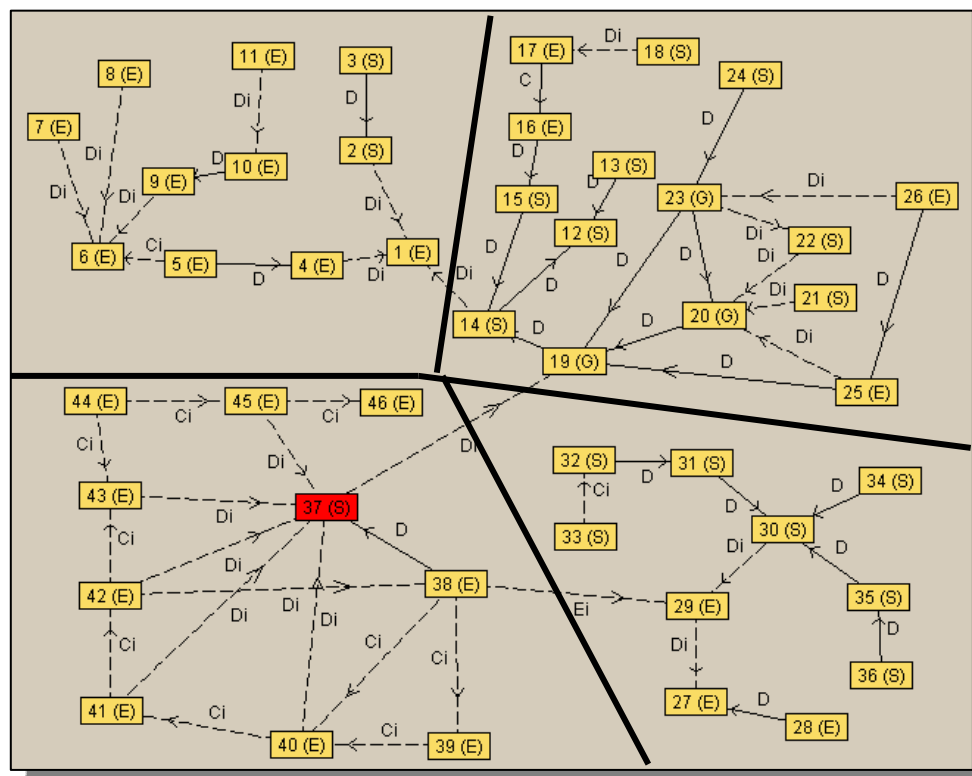 17 (E)
Di
18 (S)
11 (E)
3 (S)
8 (E)
24 (S)
C
Di
D
7 (E)
16 (E)
D
Di
2 (S)
D
D
10 (E)
13 (S)
9 (E)
D
Di
Di
Di
15 (S)
23 (G)
26 (E)
Di
12 (S)
Di
22 (S)
Ci
1 (E)
D
D
D
Di
6 (E)
5 (E)
D
4 (E)
Di
Di
D
Di
21 (S)
D
14 (S)
D
D
20 (G)
Di
19 (G)
D
25 (E)
44 (E)
Ci
45 (E)
Ci
46 (E)
Ci
Di
Di
32 (S)
D
31 (S)
34 (S)
43 (E)
Di
37 (S)
Ci
D
D
Ci
D
30 (S)
33 (S)
Di
D
Di
38 (E)
42 (E)
Di
Di
Di
Ei
29 (E)
35 (S)
Ci
Ci
Ci
Di
D
36 (S)
41 (E)
Ci
27 (E)
D
28 (E)
40 (E)
Ci
39 (E)